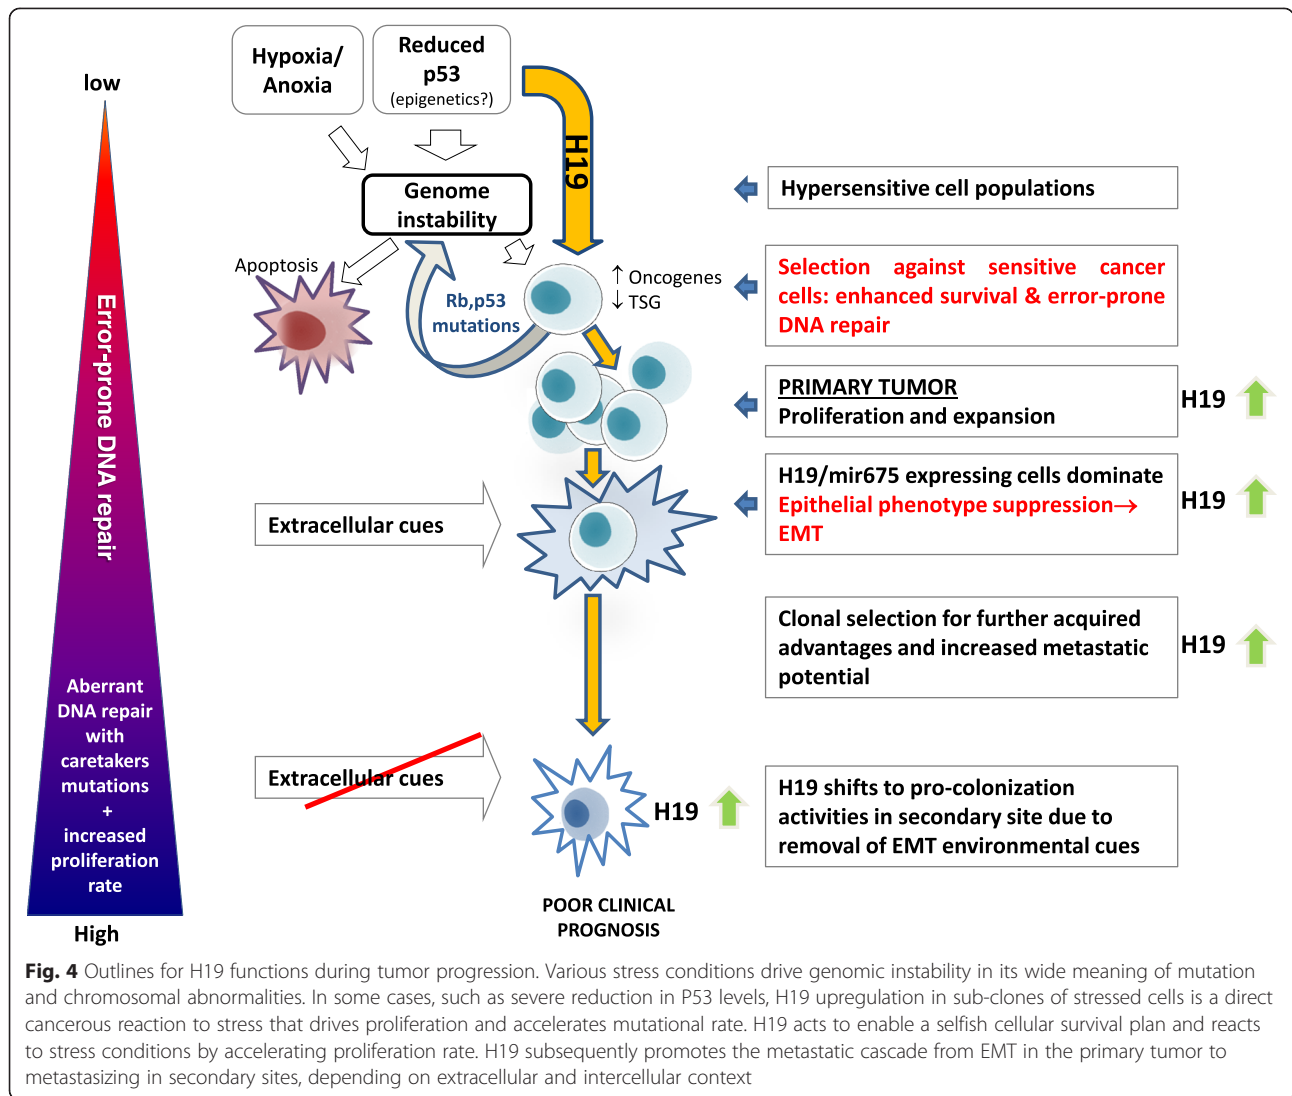 low
Hypoxia/
Anoxia
Reduced
p53
(epigenetics?)
H19
Genome
instability
Apoptosis
Rb,p53
mutations
↑ Oncogenes
↓ TSG
Hypersensitive cell populations
Selection against sensitive cancer
cells: enhanced survival & error-prone
DNA repair
PRIMARY TUMOR
Proliferation and expansion
H19
H19/mir675 expressing cells dominate
Epithelial phenotype suppression→
EMT
H19
Extracellular cues
Clonal selection for further acquired
advantages and increased metastatic
potential
H19
Extracellular cues
H19
H19 shifts to pro-colonization
activities in secondary site due to
removal of EMT environmental cues
POOR CLINICAL
PROGNOSIS
Error-prone DNA repair
Aberrant
DNA repair
with
caretakers
mutations
+
increased
proliferation
rate
High
Fig. 4 Outlines for H19 functions during tumor progression. Various stress conditions drive genomic instability in its wide meaning of mutation
and chromosomal abnormalities. In some cases, such as severe reduction in P53 levels, H19 upregulation in sub-clones of stressed cells is a direct
cancerous reaction to stress that drives proliferation and accelerates mutational rate. H19 acts to enable a selfish cellular survival plan and reacts
to stress conditions by accelerating proliferation rate. H19 subsequently promotes the metastatic cascade from EMT in the primary tumor to
metastasizing in secondary sites, depending on extracellular and intercellular context